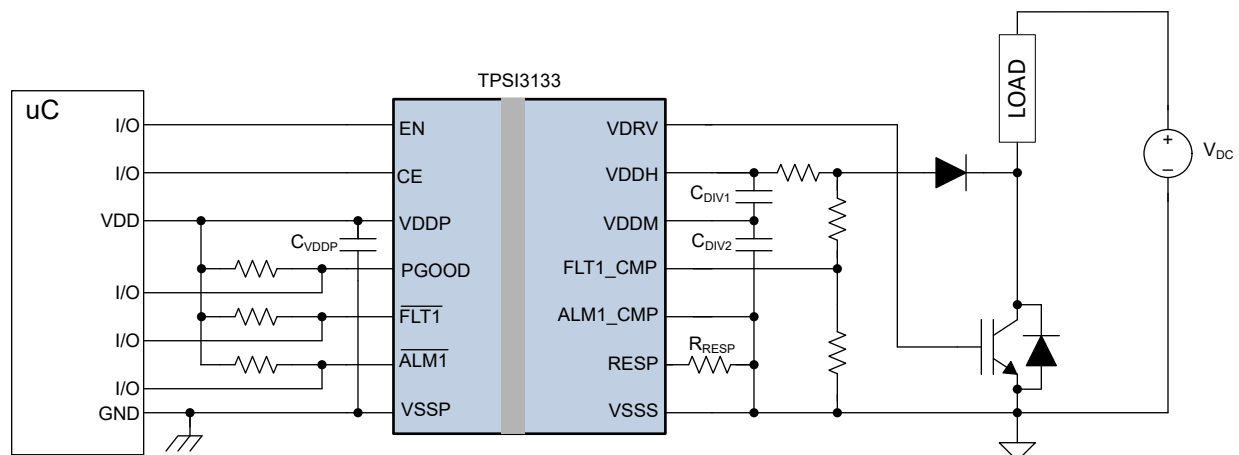 TPSI3133
uC
I/O
EN
VDRV
LOAD
I/O
CE
VDDH
V_DC
C_DIV1
VDD
VDDP
VDDM
C_VDDP
C_DIV2
PGOOD
FLT1_CMP
I/O
FLT1
ALM1_CMP
I/O
ALM1
RESP
R_RESP
I/O
GND
VSSP
VSSS